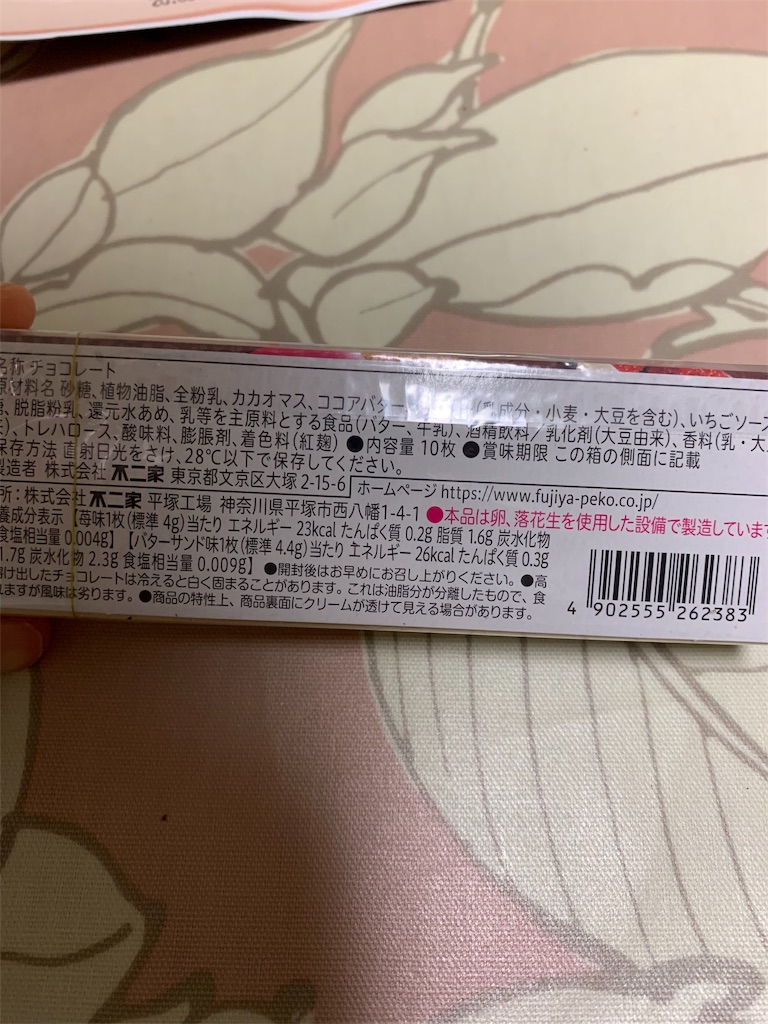 名称 チョコレート
原材料名 砂糖、植物油脂、全粉乳、カカオマス、ココアバター、 (乳成分・小麦・大豆を含む)、いちごソース
脱脂粉乳、還元水あめ、乳等を主原料とする食品(バター、牛乳)、酒精飲料/乳化剤(大豆由来)、香料(乳・大
、トレハロース、酸味料、膨脹剤、着色料(紅麹) ●内容量 10枚 ●賞味期限 この箱の側面に記載
保存方法 直射日光をさけ、28℃以下で保存してください。
製造者 株式会社 不二家 東京都文京区大塚 2-15-6 ホームページ https://www.fujiya-peko.co.jp/
所:株式会社 不二家 平塚工場 神奈川県平塚市西八幡1-4-1 ●本品は卵、落花生を使用した設備で製造しています
養成分表示 【苺味1枚(標準 4g)当たり エネルギー 23kcal たんぱく質 0.2g 脂質 1.6g 炭水化物
食塩相当量 0.004g】【バターサンド味1枚(標準 4.4g)当たり エネルギー 26kcal たんぱく質 0.3g
1.7g 炭水化物 2.3g 食塩相当量 0.009g】 ●開封後はお早めにお召し上がりください。 ●高
溶け出したチョコレートは冷えると白く固まることがあります。これは油脂分が分離したもので、食
れますが風味は劣ります。 ●商品の特性上、商品裏面にクリームが透けて見える場合があります。
4 902555 262383